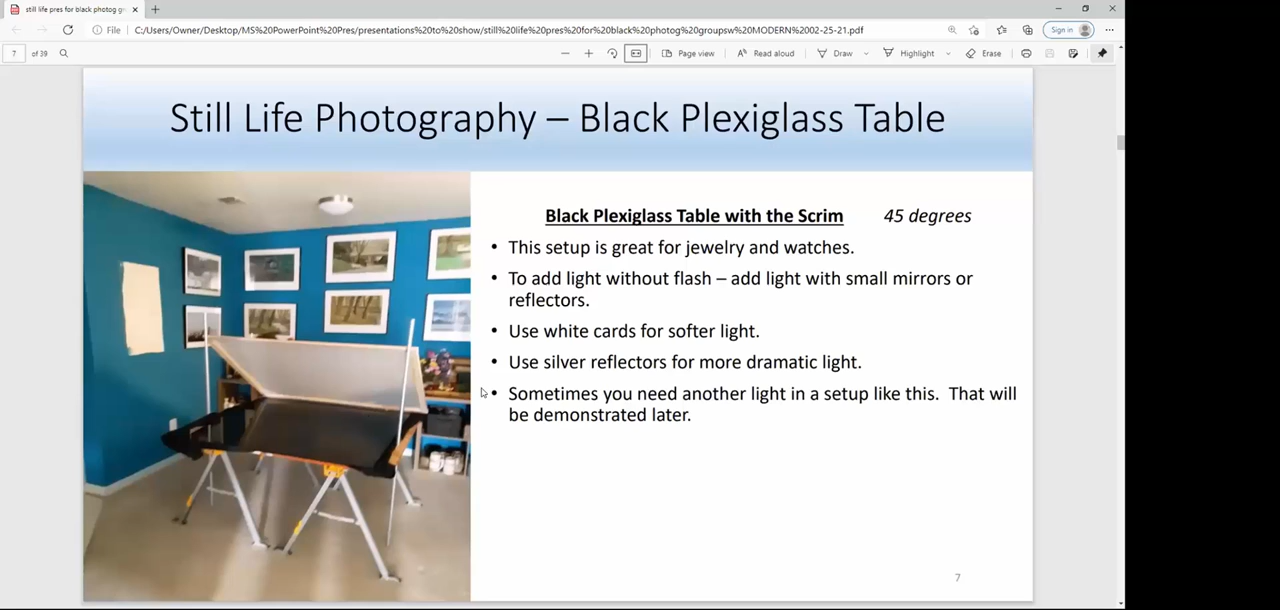 still life pres for black photog gr
File
C:/Users/Owner/Desktop/MS%20PowerPoint%20Pres/presentations%20to%20show/still%20life%20pres%20for%20black%20photog%20groupsw%20MODERN%2002-25-21.pdf
Sign in
7 of 39
Page view
Read aloud
Draw
Highlight
Erase
Still Life Photography – Black Plexiglass Table
Black Plexiglass Table with the Scrim 45 degrees
• This setup is great for jewelry and watches.
• To add light without flash – add light with small mirrors or
reflectors.
• Use white cards for softer light.
• Use silver reflectors for more dramatic light.
• Sometimes you need another light in a setup like this. That will
be demonstrated later.
7